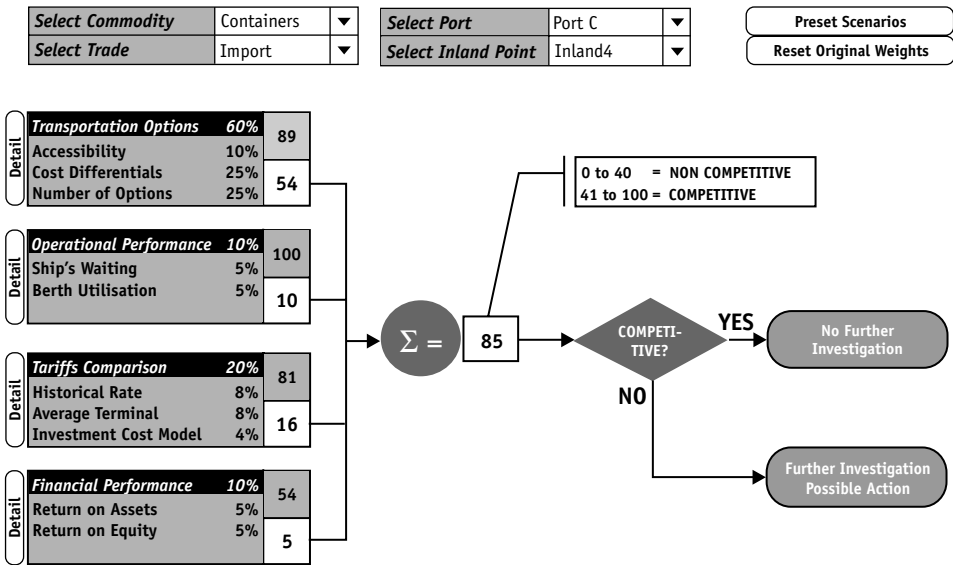 Select Commodity Containers
Select Trade Import
Select Port Port C
Select Inland Point Inland4
Preset Scenarios
Reset Original Weights
Detail
Transportation Options 60%
Accessibility 10%
Cost Differentials 25%
Number of Options 25%
89
54
Detail
Operational Performance 10%
Ship's Waiting 5%
Berth Utilisation 5%
100
10
Detail
Tariffs Comparison 20%
Historical Rate 8%
Average Terminal 8%
Investment Cost Model 4%
81
16
Detail
Financial Performance 10%
Return on Assets 5%
Return on Equity 5%
54
5
Σ =
85
0 to 40 = NON COMPETITIVE
41 to 100 = COMPETITIVE
COMPETI-
TIVE?
YES
NO
No Further
Investigation
Further Investigation
Possible Action